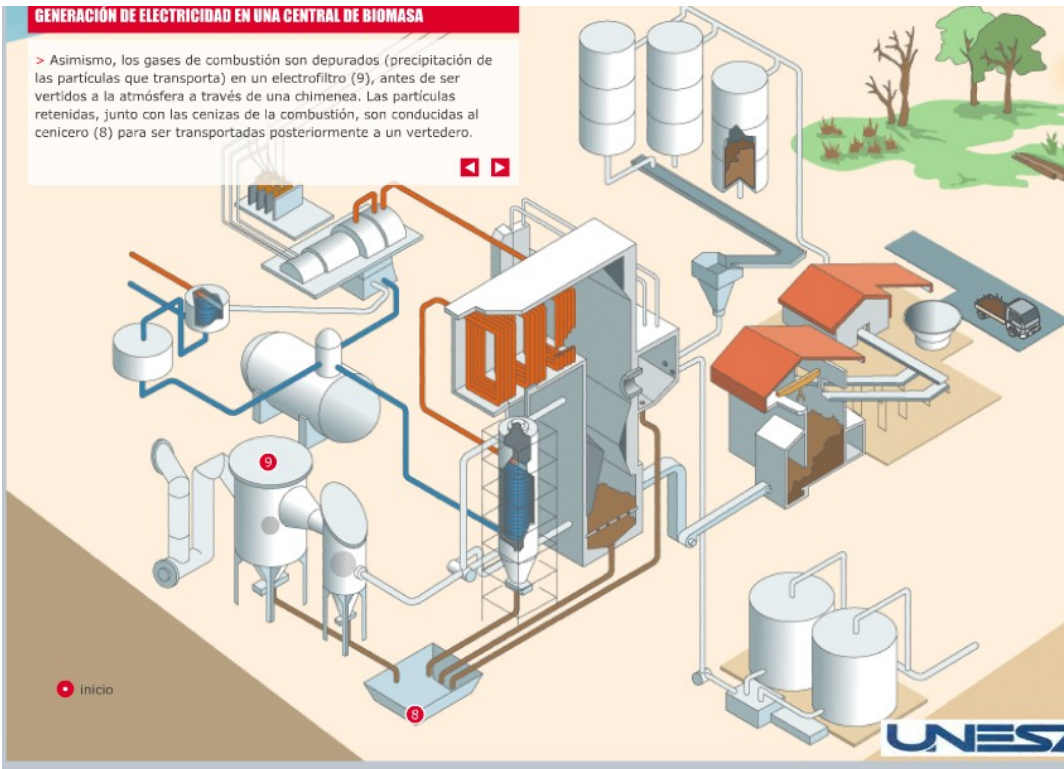 GENERACIÓN DE ELECTRICIDAD EN UNA CENTRAL DE BIOMASA
> Asimismo, los gases de combustión son depurados (precipitación de
las partículas que transporta) en un electrofiltro (9), antes de ser
vertidos a la atmósfera a través de una chimenea. Las partículas
retenidas, junto con las cenizas de la combustión, son conducidas al
cenicero (8) para ser transportadas posteriormente a un vertedero.
9
8
inicio
UNESA